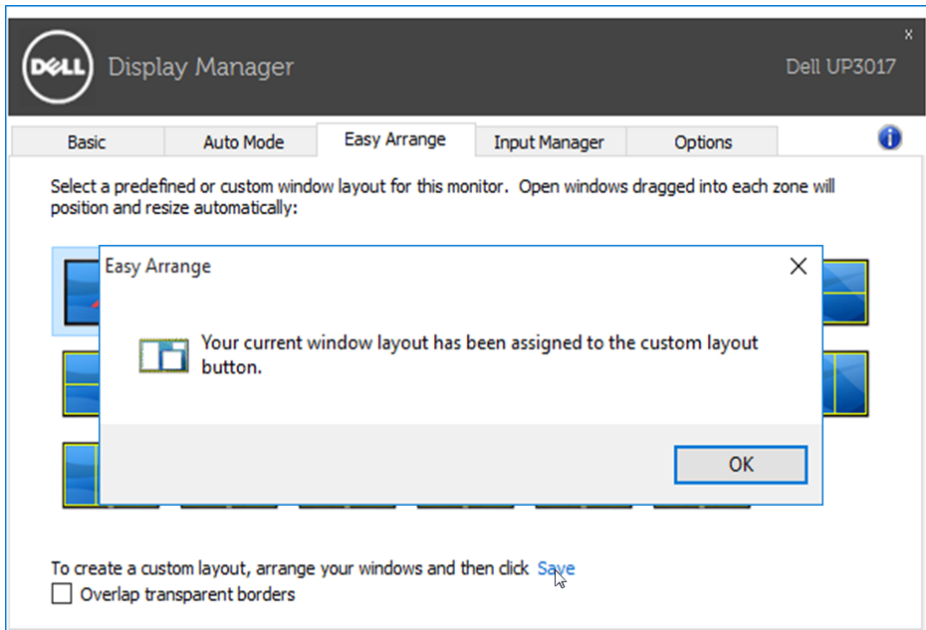 DELL
Display Manager
Dell UP3017
x
Basic
Auto Mode
Easy Arrange
Input Manager
Options
i
Select a predefined or custom window layout for this monitor. Open windows dragged into each zone will
position and resize automatically:
Easy Arrange
Your current window layout has been assigned to the custom layout
button.
OK
To create a custom layout, arrange your windows and then click Save
Overlap transparent borders